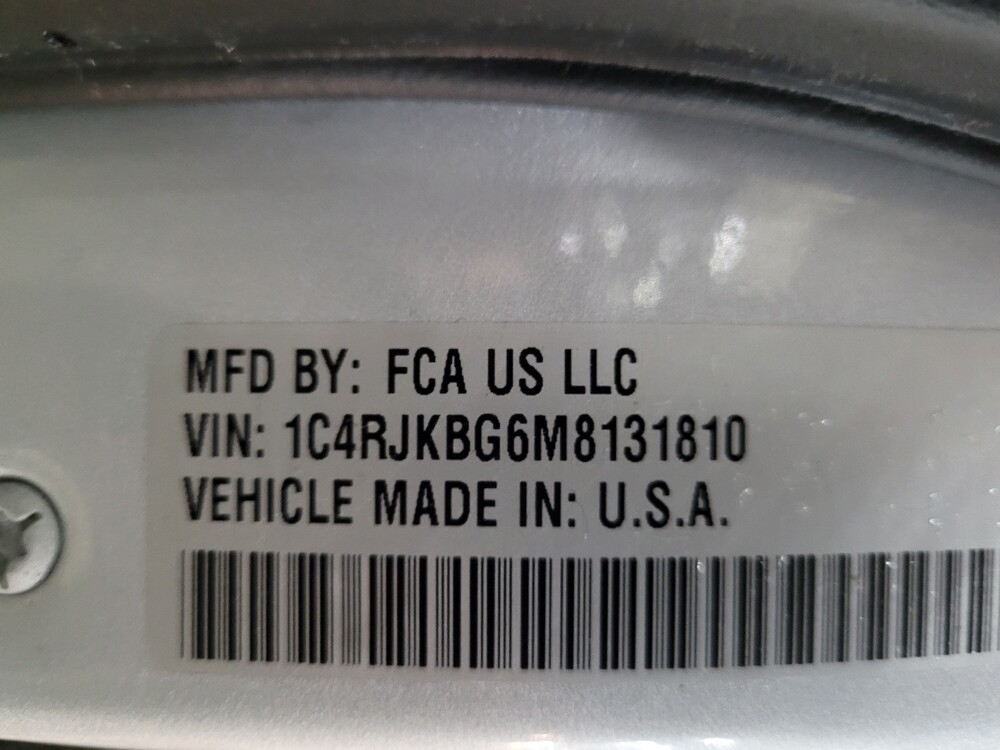 MFD BY: FCA US LLC
VIN: 1C4RJKBG6M8131810
VEHICLE MADE IN: U.S.A.